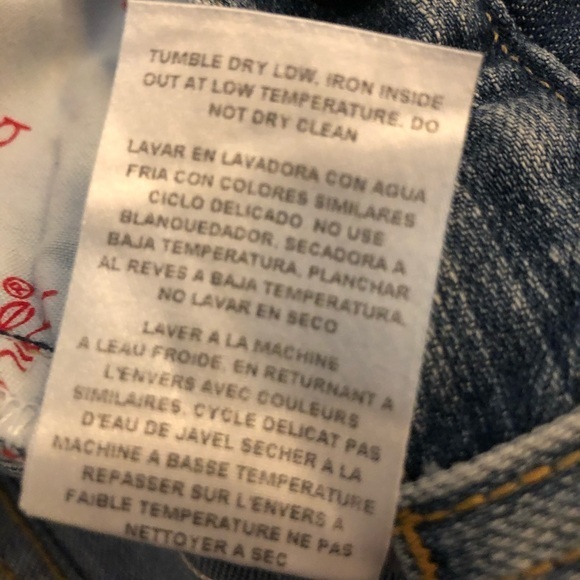 TUMBLE DRY LOW, IRON INSIDE
OUT AT LOW TEMPERATURE. DO
NOT DRY CLEAN
LAVAR EN LAVADORA CON AGUA
FRIA CON COLORES SIMILARES
CICLO DELICADO NO USE
BLANQUEDADOR, SECADORA A
BAJA TEMPERATURA, PLANCHAR
AL REVES A BAJA TEMPERATURA,
NO LAVAR EN SECO
LAVER A LA MACHINE
A LEAU FROIDE, EN RETURNANT A
L'ENVERS AVEC COULEURS
SIMILAIRES, CYCLE DELICAT PAS
D'EAU DE JAVEL SECHER A LA
MACHINE A BASSE TEMPERATURE
REPASSER SUR L'ENVERS A
FAIBLE TEMPERATURE NE PAS
NETTOYER A SEC